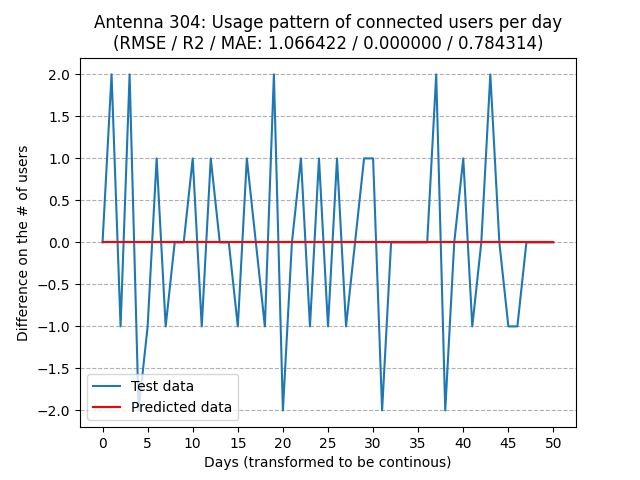 Antenna 304: Usage pattern of connected users per day
(RMSE / R2 / MAE: 1.066422 / 0.000000 / 0.784314)
Difference on the # of users
2.0
1.5
1.0
0.5
0.0
−0.5
−1.0
−1.5
−2.0
Test data
Predicted data
0 5 10 15 20 25 30 35 40 45 50
Days (transformed to be continous)